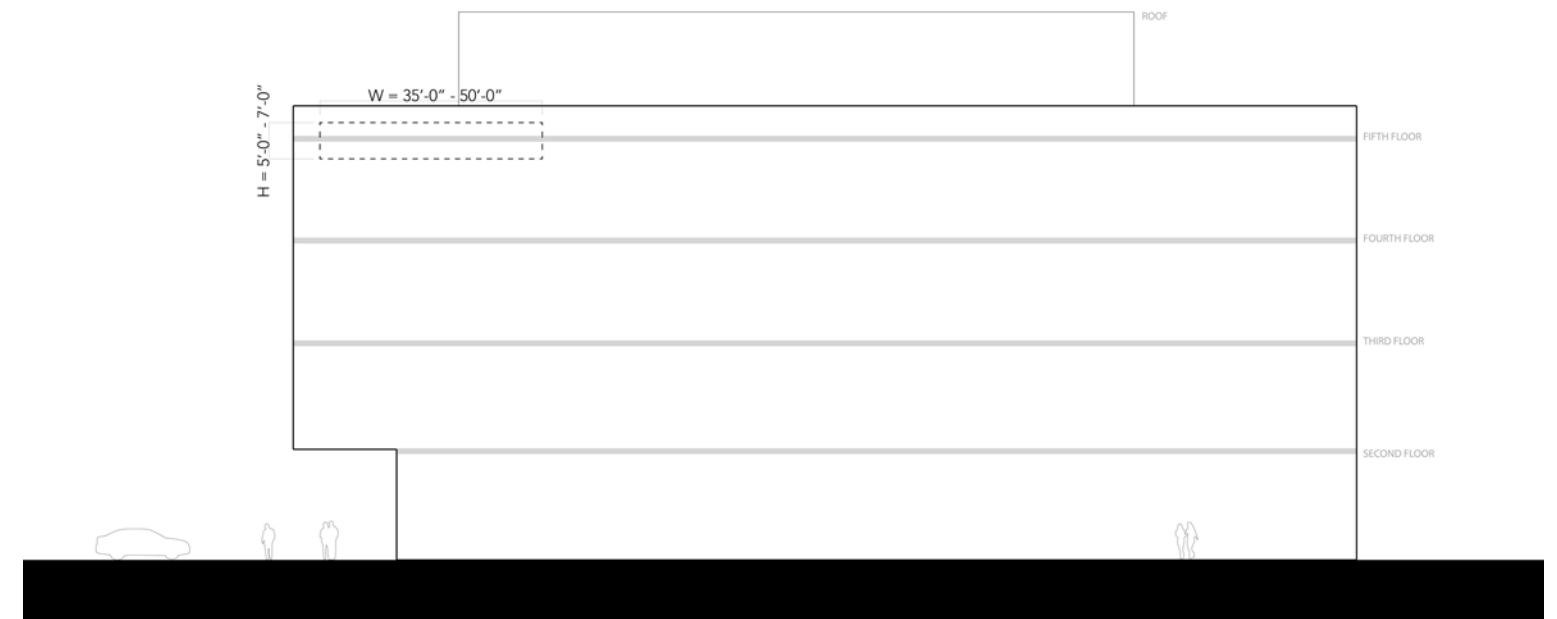 ROOF
W = 35’-0” - 50’-0”
H = 5’-0” - 7’-0”
FIFTH FLOOR
FOURTH FLOOR
THIRD FLOOR
SECOND FLOOR